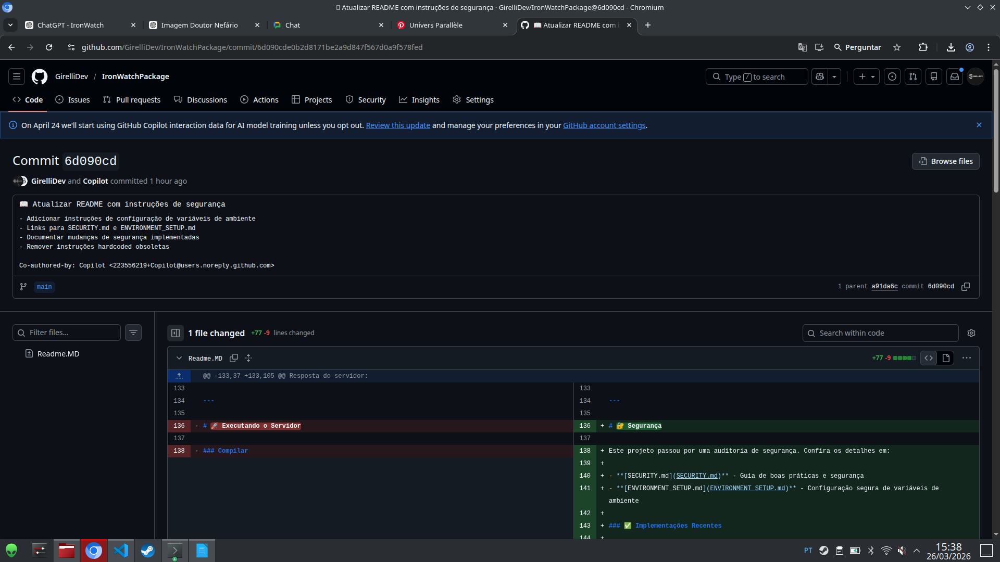 Atualizar README com instruções de segurança · GirelliDev/IronWatchPackage@6d090cd - Chromium
ChatGPT - IronWatch
Imagem Doutor Nefário
Chat
Univers Parallèle
📖 Atualizar README com i
github.com/GirelliDev/IronWatchPackage/commit/6d090cde0b2d8171be2a9d847f567d0a9f578fed
Perguntar
GirelliDev / IronWatchPackage
Type / to search
Code
Issues
Pull requests
Discussions
Actions
Projects
Security
Insights
Settings
On April 24 we'll start using GitHub Copilot interaction data for AI model training unless you opt out. Review this update and manage your preferences in your GitHub account settings.
Commit 6d090cd
Browse files
GirelliDev and Copilot committed 1 hour ago
📖 Atualizar README com instruções de segurança
- Adicionar instruções de configuração de variáveis de ambiente
- Links para SECURITY.md e ENVIRONMENT_SETUP.md
- Documentar mudanças de segurança implementadas
- Remover instruções hardcoded obsoletas
Co-authored-by: Copilot <223556219+Copilot@users.noreply.github.com>
main
1 parent a91da6c commit 6d090cd
Filter files...
Readme.MD
1 file changed +77 -9 lines changed
Search within code
Readme.MD
+77 -9
@@ -133,37 +133,105 @@ Resposta do servidor:
133
134 ---
135
136 - # 🚀 Executando o Servidor
137
138 - ### Compilar
133
134 ---
135
136 + # 🔐 Segurança
137
138 + Este projeto passou por uma auditoria de segurança. Confira os detalhes em:
139 +
140 + - **[SECURITY.md](SECURITY.md)** - Guia de boas práticas e segurança
141 + - **[ENVIRONMENT_SETUP.md](ENVIRONMENT_SETUP.md)** - Configuração segura de variáveis de
ambiente
142 +
143 + ### ✅ Implementações Recentes
144 +
PT
15:38
26/03/2026